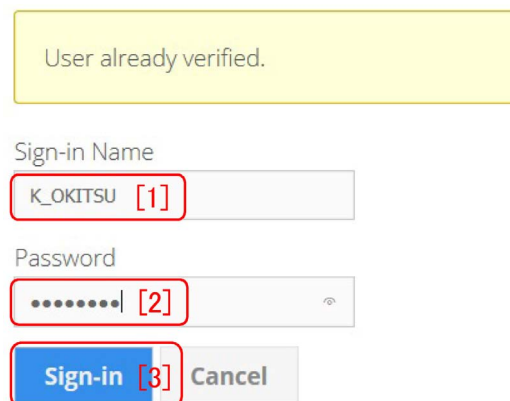 User already verified.
Sign-in Name
K_OKITSU [1]
Password
••••••••| [2]
Sign-in [3] Cancel